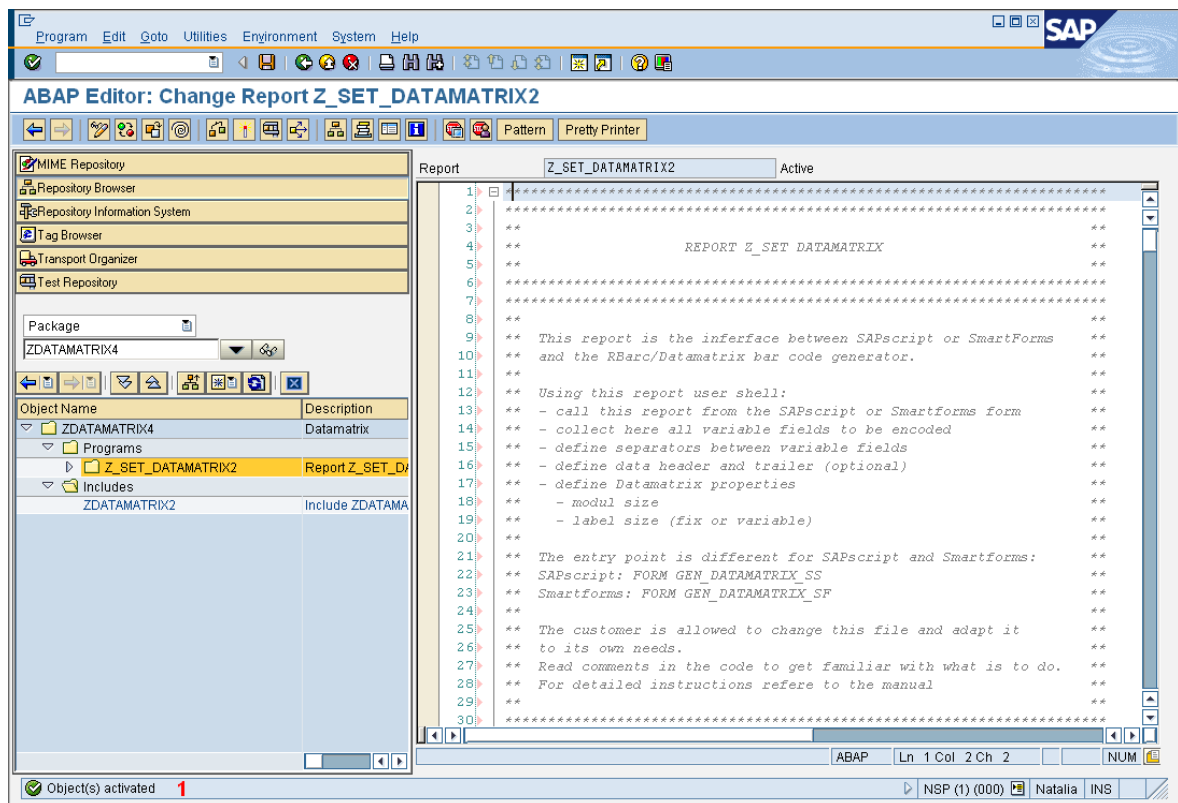 SAP
Program Edit Goto Utilities Environment System Help
ABAP Editor: Change Report Z_SET_DATAMATRIX2
Pattern Pretty Printer
MIME Repository
Repository Browser
Repository Information System
Tag Browser
Transport Organizer
Test Repository
Package
ZDATAMATRIX4
Object Name Description
ZDATAMATRIX4 Datamatrix
Programs
Z_SET_DATAMATRIX2 Report Z_SET_DA
Includes
ZDATAMATRIX2 Include ZDATAMA
Report Z_SET_DATAMATRIX2 Active
1 **********************************************************************
2 **********************************************************************
3 ** **
4 ** REPORT Z_SET DATAMATRIX **
5 ** **
6 **********************************************************************
7 **********************************************************************
8 ** **
9 ** This report is the inferface between SAPscript or SmartForms **
10 ** and the RBarc/Datamatrix bar code generator. **
11 ** **
12 ** Using this report user shell: **
13 ** - call this report from the SAPscript or Smartforms form **
14 ** - collect here all variable fields to be encoded **
15 ** - define separators between variable fields **
16 ** - define data header and trailer (optional) **
17 ** - define Datamatrix properties **
18 ** - modul size **
19 ** - label size (fix or variable) **
20 ** **
21 ** The entry point is different for SAPscript and Smartforms: **
22 ** SAPscript: FORM GEN_DATAMATRIX_SS **
23 ** Smartforms: FORM GEN_DATAMATRIX_SF **
24 ** **
25 ** The customer is allowed to change this file and adapt it **
26 ** to its own needs. **
27 ** Read comments in the code to get familiar with what is to do. **
28 ** For detailed instructions refere to the manual **
29 ** **
30 **********************************************************************
ABAP Ln 1 Col 2 Ch 2 NUM
Object(s) activated 1 NSP (1) (000) Natalia INS